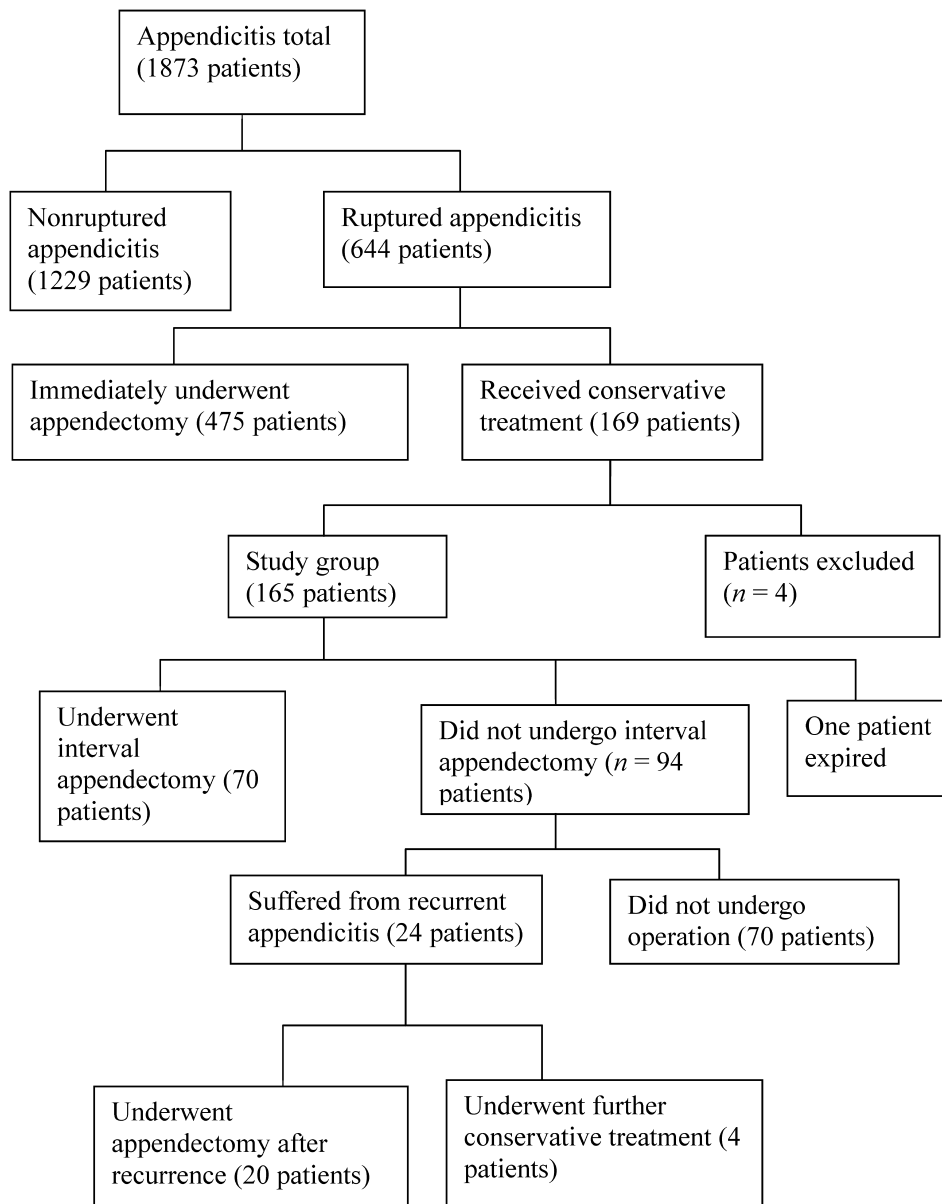 Appendicitis total
(1873 patients)
Nonruptured
appendicitis
(1229 patients)
Ruptured appendicitis
(644 patients)
Immediately underwent
appendectomy (475 patients)
Received conservative
treatment (169 patients)
Study group
(165 patients)
Patients excluded
(n = 4)
Underwent
interval
appendectomy (70
patients)
Did not undergo interval
appendectomy (n = 94
patients)
One patient
expired
Suffered from recurrent
appendicitis (24 patients)
Did not undergo
operation (70 patients)
Underwent
appendectomy after
recurrence (20 patients)
Underwent further
conservative treatment (4
patients)